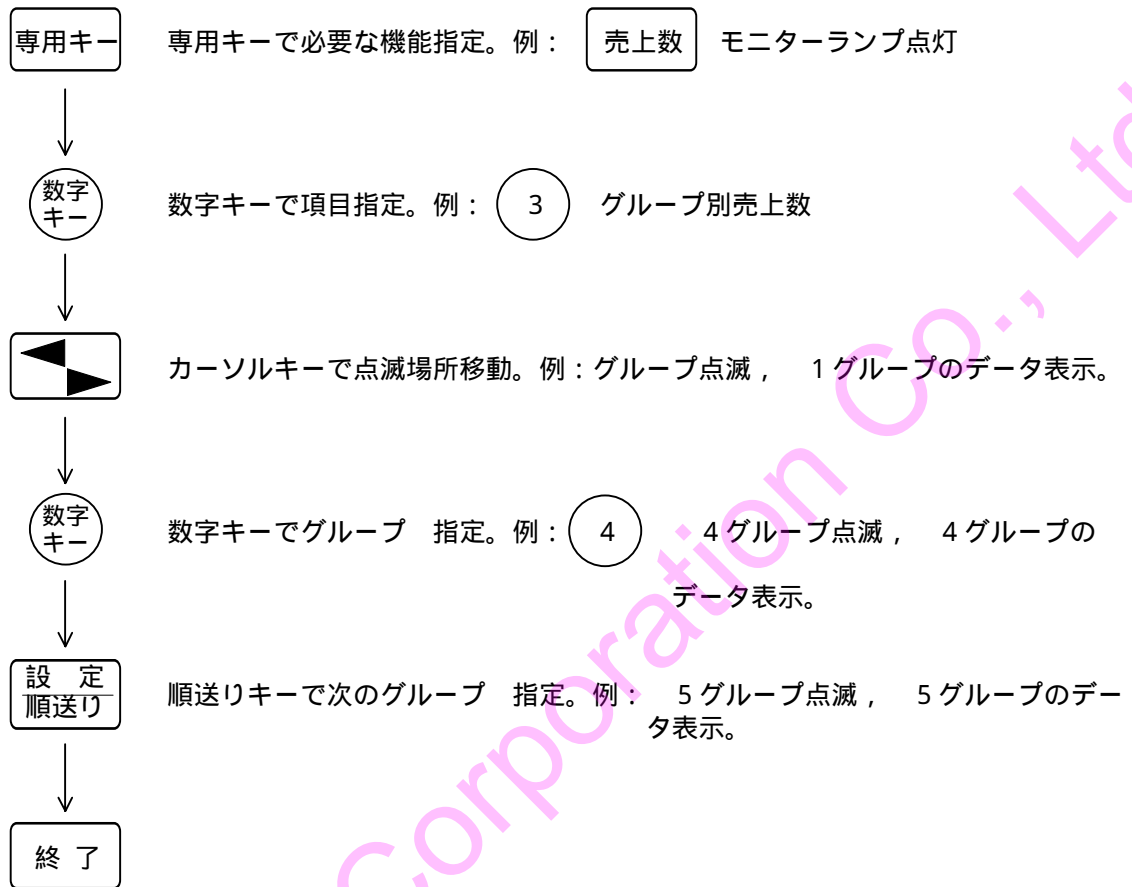 専用キー 専用キーで必要な機能指定。例: 売上数 モニターランプ点灯
数字
キー
数字キーで項目指定。例: 3 グループ別売上数
カーソルキーで点滅場所移動。例:グループ点滅, 1グループのデータ表示。
数字
キー
数字キーでグループ 指定。例: 4 4グループ点滅, 4グループの
データ表示。
設 定
順送り
順送りキーで次のグループ 指定。例: 5グループ点滅, 5グループのデー
タ表示。
終 了
Corporation Co., Ltd